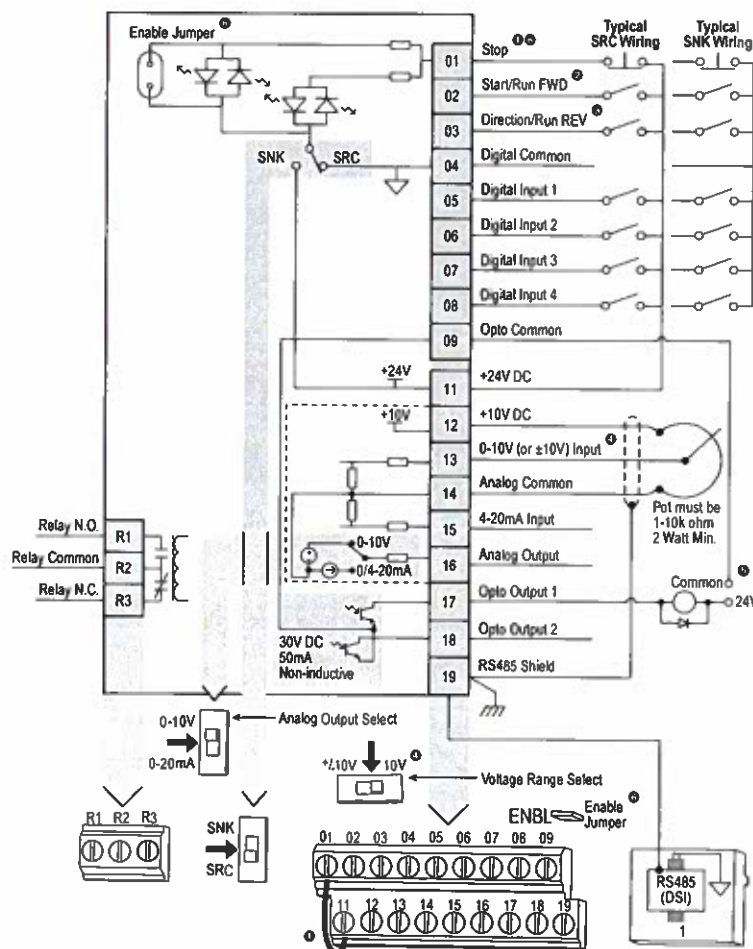 Enable Jumper ❻
Typical
SRC Wiring
Typical
SNK Wiring
01
Stop ❶❻
02
Start/Run FWD ❷
03
Direction/Run REV
SNK
SRC
04
Digital Common
05
Digital Input 1
06
Digital Input 2
07
Digital Input 3
08
Digital Input 4
09
Opto Common
+24V
11
+24V DC
+10V
12
+10V DC
13
0-10V (or ±10V) Input ❹
14
Analog Common
Pot must be
1-10k ohm
2 Watt Min.
15
4-20mA Input
0-10V
16
Analog Output
0/4-20mA
Relay N.O.
R1
Relay Common
R2
Relay N.C.
R3
17
Opto Output 1
Common
24V
18
Opto Output 2
30V DC
50mA
Non-inductive
19
RS485 Shield
0-10V
0-20mA
Analog Output Select
+/-10V
10V ❹
Voltage Range Select
ENBL
Enable
Jumper ❻
R1 R2 R3
SNK
SRC
01 02 03 04 05 06 07 08 09
11 12 13 14 15 16 17 18 19
❶
RS485
(DSI)
1